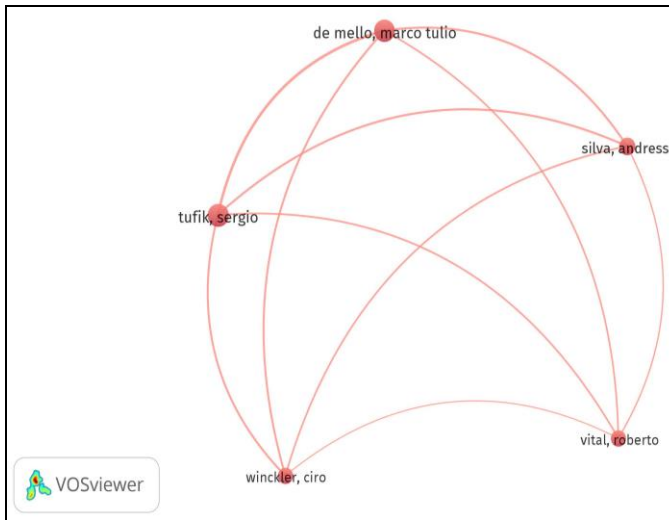 de mello, marco tulio
silva, andress
tufik, sergio
vital, roberto
winckler, ciro
VOSviewer